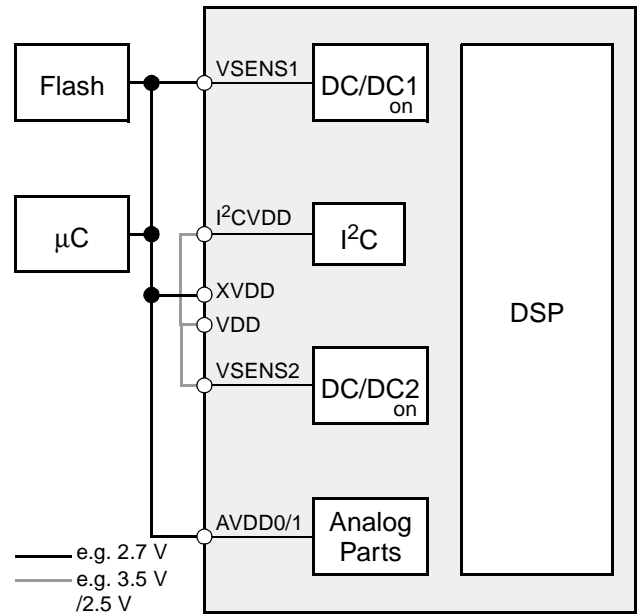 VSENS1
Flash
DC/DC1
on
I²CVDD
μC
I²C
XVDD
DSP
VDD
VSENS2
DC/DC2
on
AVDD0/1
Analog
Parts
e.g. 2.7 V
e.g. 3.5 V
/2.5 V